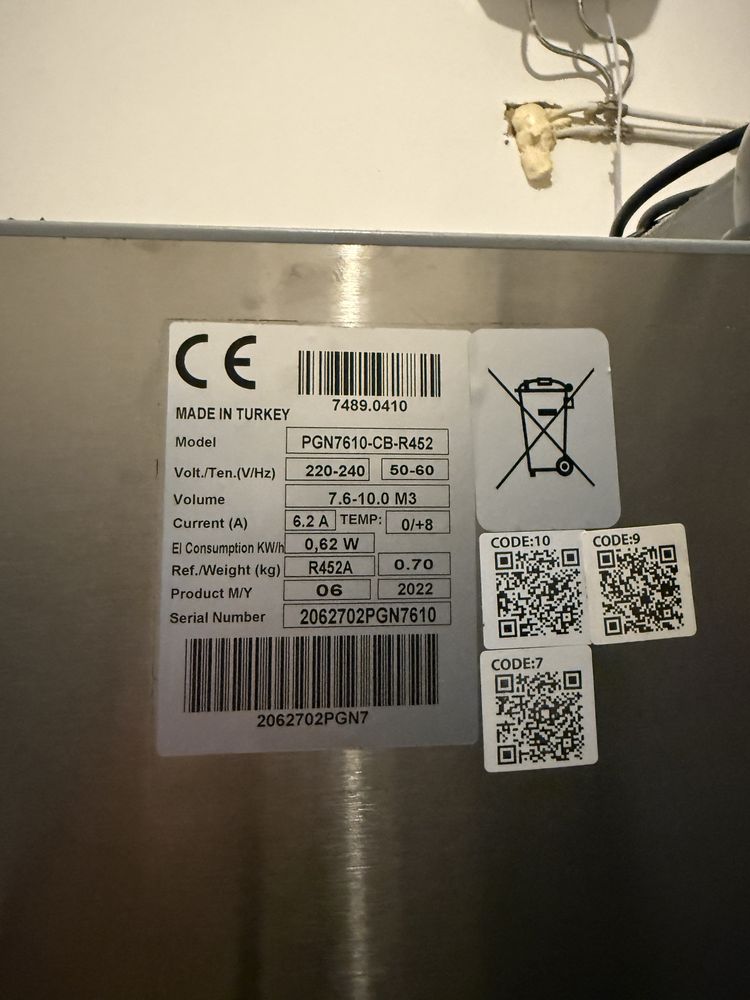 CE
7489.0410
MADE IN TURKEY
Model PGN7610-CB-R452
Volt./Ten.(V/Hz) 220-240 50-60
Volume 7.6-10.0 M3
Current (A) 6.2 A TEMP: 0/+8
El Consumption KW/h 0,62 W
Ref./Weight (kg) R452A 0.70
Product M/Y 06 2022
Serial Number 2062702PGN7610
2062702PGN7
CODE:10
CODE:9
CODE:7